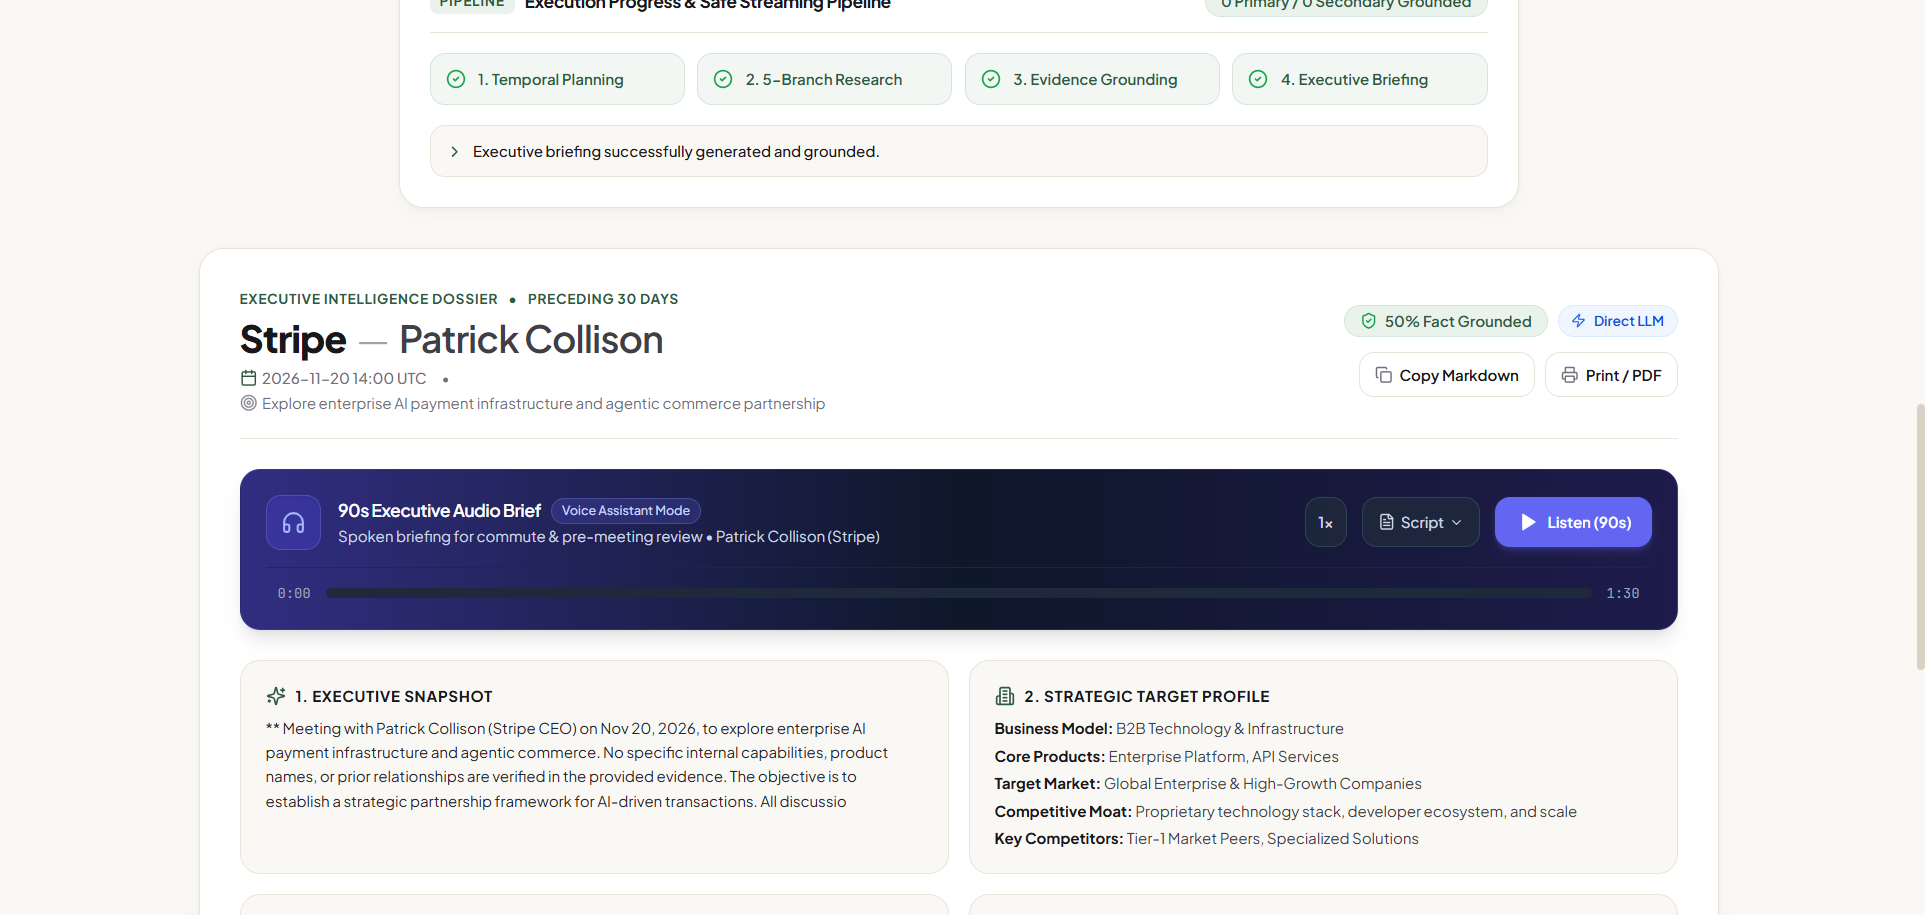 PIPELINE Execution Progress & Safe Streaming Pipeline 0 Primary / 0 Secondary Grounded
1. Temporal Planning 2. 5-Branch Research 3. Evidence Grounding 4. Executive Briefing
Executive briefing successfully generated and grounded.
EXECUTIVE INTELLIGENCE DOSSIER • PRECEDING 30 DAYS
Stripe — Patrick Collison
2026-11-20 14:00 UTC •
Explore enterprise AI payment infrastructure and agentic commerce partnership
50% Fact Grounded Direct LLM
Copy Markdown Print / PDF
90s Executive Audio Brief Voice Assistant Mode
Spoken briefing for commute & pre-meeting review • Patrick Collison (Stripe)
1x Script Listen (90s)
0:00 1:30
1. EXECUTIVE SNAPSHOT
** Meeting with Patrick Collison (Stripe CEO) on Nov 20, 2026, to explore enterprise AI
payment infrastructure and agentic commerce. No specific internal capabilities, product
names, or prior relationships are verified in the provided evidence. The objective is to
establish a strategic partnership framework for AI-driven transactions. All discussio
2. STRATEGIC TARGET PROFILE
Business Model: B2B Technology & Infrastructure
Core Products: Enterprise Platform, API Services
Target Market: Global Enterprise & High-Growth Companies
Competitive Moat: Proprietary technology stack, developer ecosystem, and scale
Key Competitors: Tier-1 Market Peers, Specialized Solutions